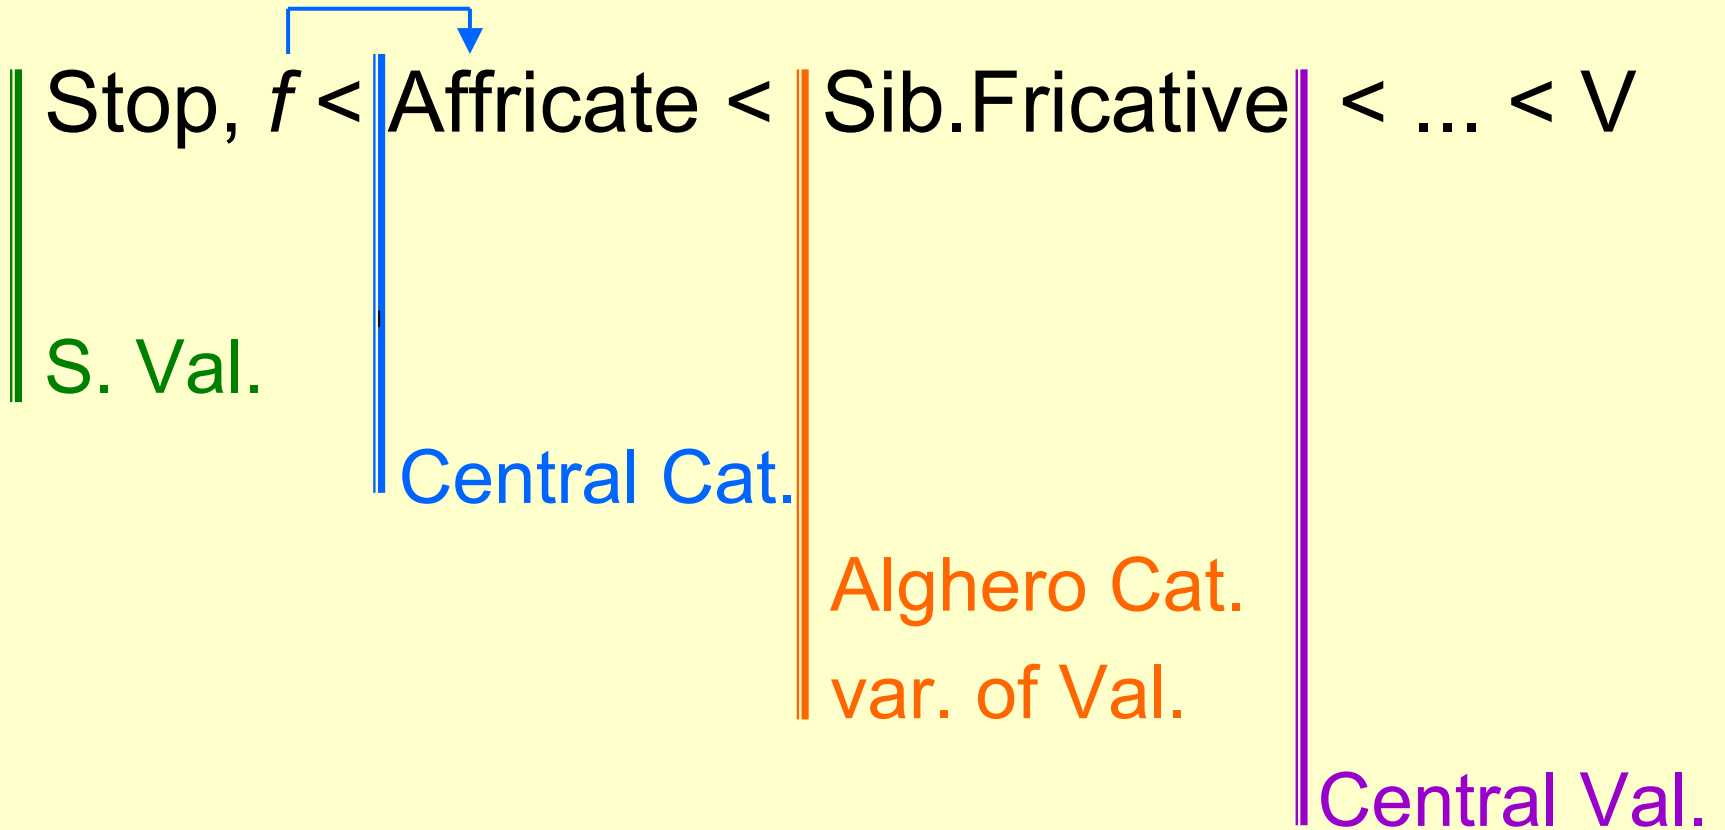 Stop, f < Affricate < Sib.Fricative < ... < V
S. Val.
Central Cat.
Alghero Cat.
var. of Val.
Central Val.